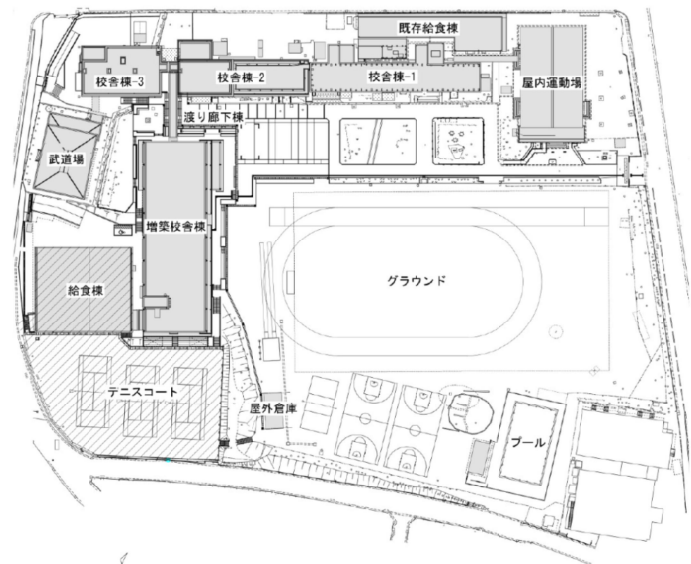 既存給食棟
校舎棟-3
校舎棟-2
校舎棟-1
屋内運動場
渡り廊下棟
武道場
増築校舎棟
給食棟
グラウンド
テニスコート
屋外倉庫
プール